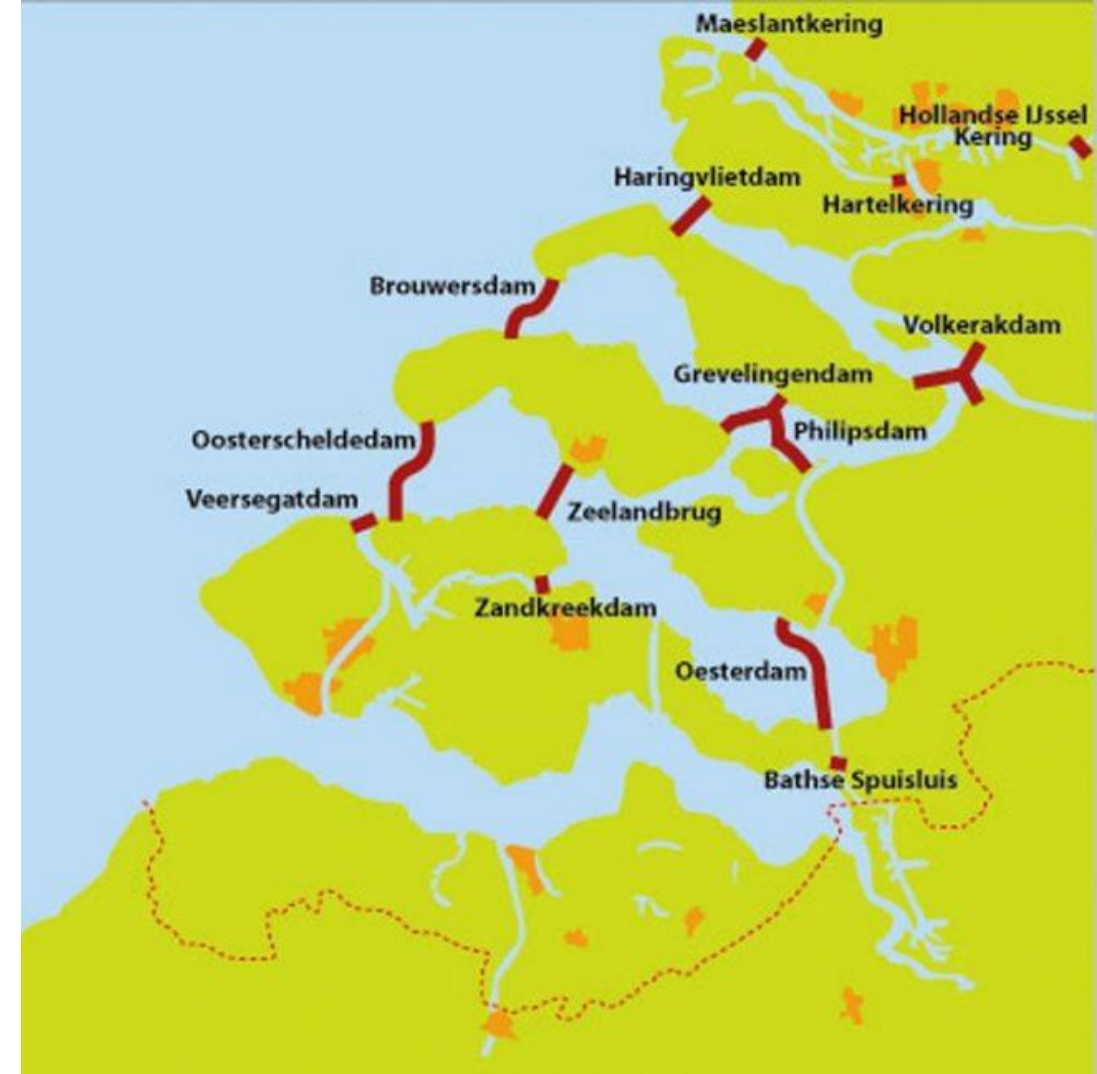 Maeslantkering
Hollandse IJssel
Kering
Haringvlietdam
Hartelkering
Brouwersdam
Volkerakdam
Grevelingendam
Philipsdam
Oosterscheldedam
Veersegatdam
Zeelandbrug
Zandkreekdam
Oesterdam
Bathse Spuisluis